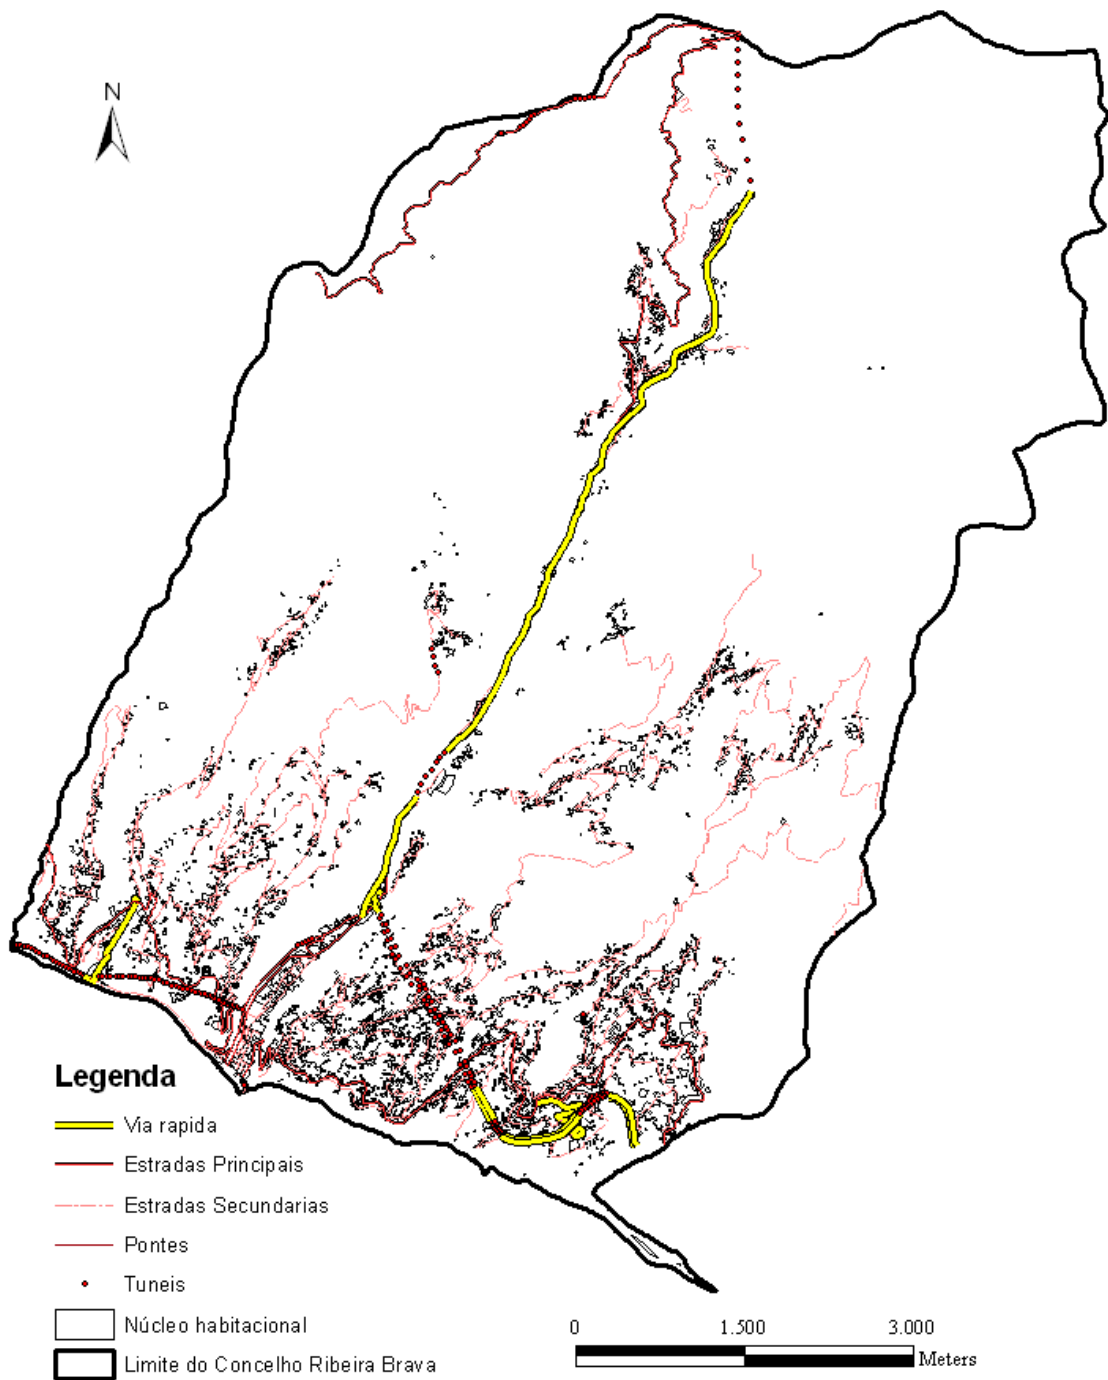 N
Legenda
Via rapida
Estradas Principais
Estradas Secundarias
Pontes
Tuneis
Núcleo habitacional
Limite do Concelho Ribeira Brava
0 1.500 3.000
Meters